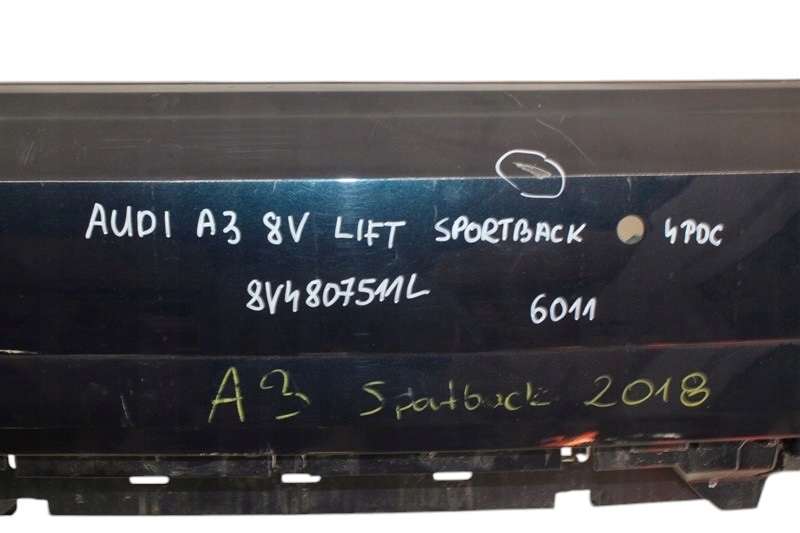 AUDI A3 8V LIFT SPORTBACK 4PDC
8V4807511L 6011
A3 Sportback 2018